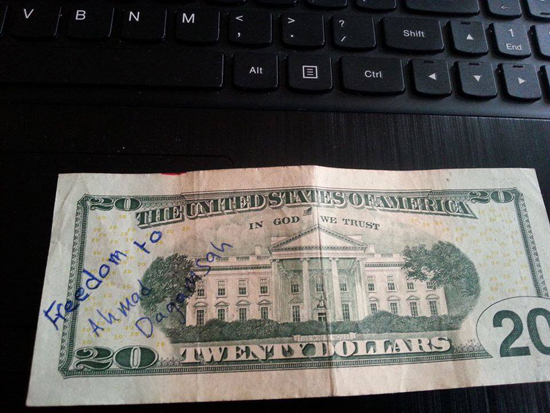 V B N M < , > . ? / Shift ▲ 1 End
Alt Ctrl ◄ ▼ ► 0
20 THE UNITED STATES OF AMERICA 20
IN GOD WE TRUST
Freedom to
Ahmad
Daqamsah
20 TWENTY DOLLARS 20